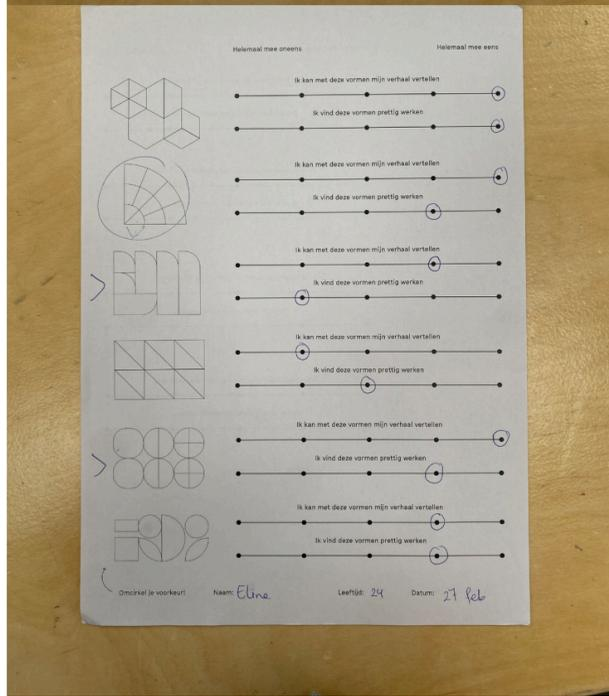 Helemaal mee oneens Helemaal mee eens
Ik kan met deze vormen mijn verhaal vertellen
Ik vind deze vormen prettig werken
Ik kan met deze vormen mijn verhaal vertellen
Ik vind deze vormen prettig werken
Ik kan met deze vormen mijn verhaal vertellen
Ik vind deze vormen prettig werken
Ik kan met deze vormen mijn verhaal vertellen
Ik vind deze vormen prettig werken
Ik kan met deze vormen mijn verhaal vertellen
Ik vind deze vormen prettig werken
Ik kan met deze vormen mijn verhaal vertellen
Ik vind deze vormen prettig werken
Omcirkel je voorkeur! Naam: Eline Leeftijd: 24 Datum: 27 feb